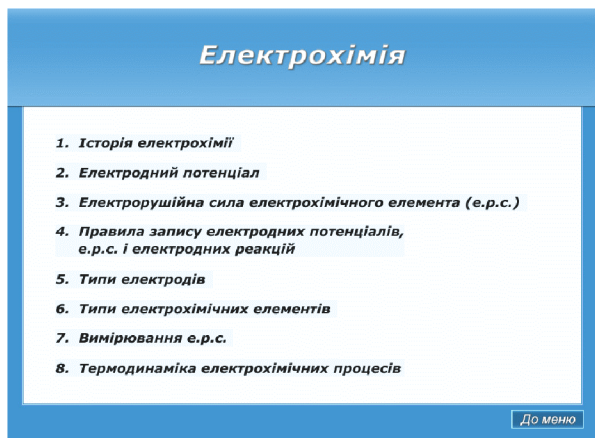 Електрохімія
1. Історія електрохімії
2. Електродний потенціал
3. Електрорушійна сила електрохімічного елемента (е.р.с.)
4. Правила запису електродних потенціалів,
е.р.с. і електродних реакцій
5. Типи електродів
6. Типи електрохімічних елементів
7. Вимірювання е.р.с.
8. Термодинаміка електрохімічних процесів
До меню